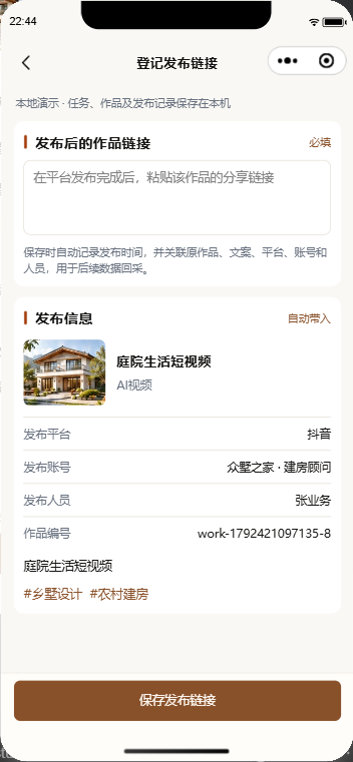 22:44
登记发布链接
本地演示 · 任务、作品及发布记录保存在本机
发布后的作品链接
必填
在平台发布完成后，粘贴该作品的分享链接
保存时自动记录发布时间，并关联原作品、文案、平台、账号和
人员，用于后续数据回采。
发布信息
自动带入
庭院生活短视频
AI视频
发布平台
抖音
发布账号
众墅之家 · 建房顾问
发布人员
张业务
作品编号
work-1792421097135-8
庭院生活短视频
#乡墅设计 #农村建房
保存发布链接